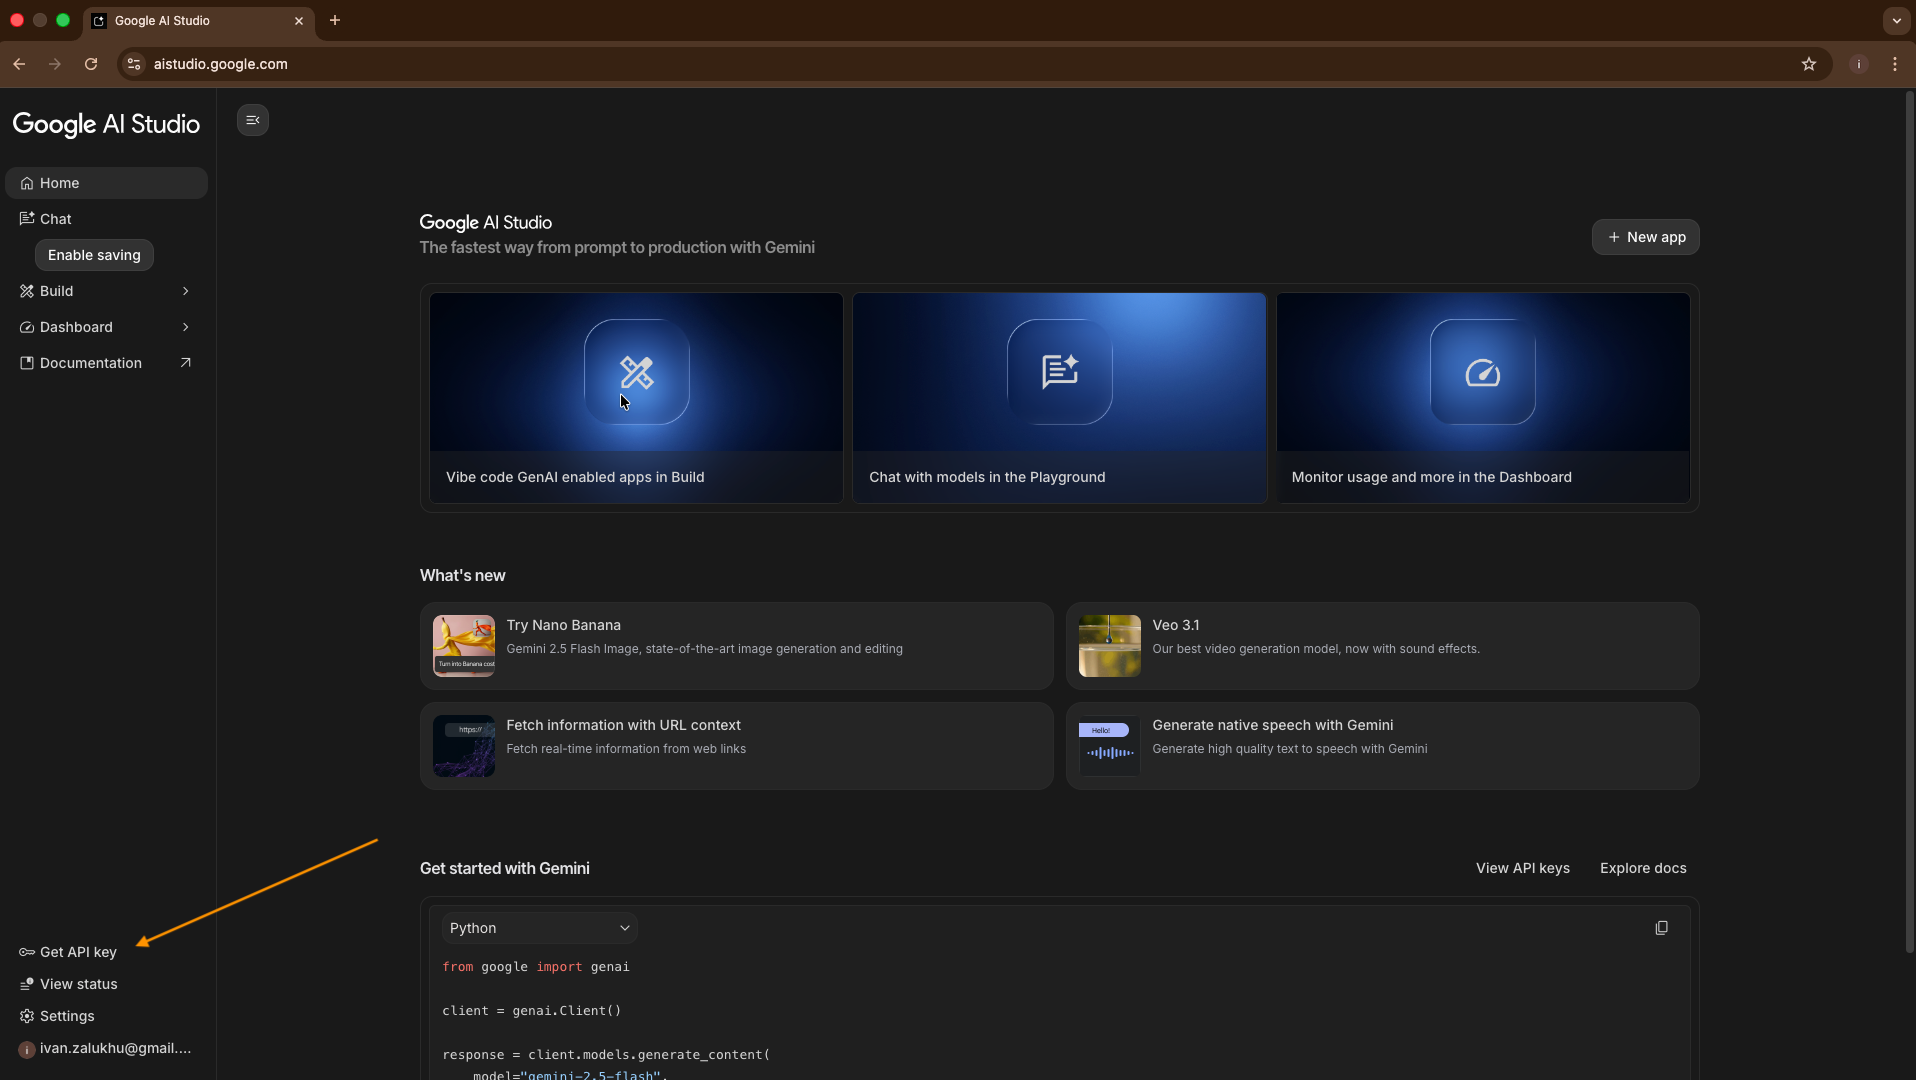 Google AI Studio
aistudio.google.com
i
Google AI Studio
Home
Chat
Enable saving
Build
Dashboard
Documentation
Get API key
View status
Settings
i
ivan.zalukhu@gmail....
Google AI Studio
The fastest way from prompt to production with Gemini
New app
Vibe code GenAI enabled apps in Build
Chat with models in the Playground
Monitor usage and more in the Dashboard
What's new
Turn into Banana cost
Try Nano Banana
Gemini 2.5 Flash Image, state-of-the-art image generation and editing
Veo 3.1
Our best video generation model, now with sound effects.
https://
Fetch information with URL context
Fetch real-time information from web links
Hello!
Generate native speech with Gemini
Generate high quality text to speech with Gemini
Get started with Gemini
View API keys
Explore docs
Python
from google import genai
client = genai.Client()
response = client.models.generate_content(
model="gemini-2.5-flash",